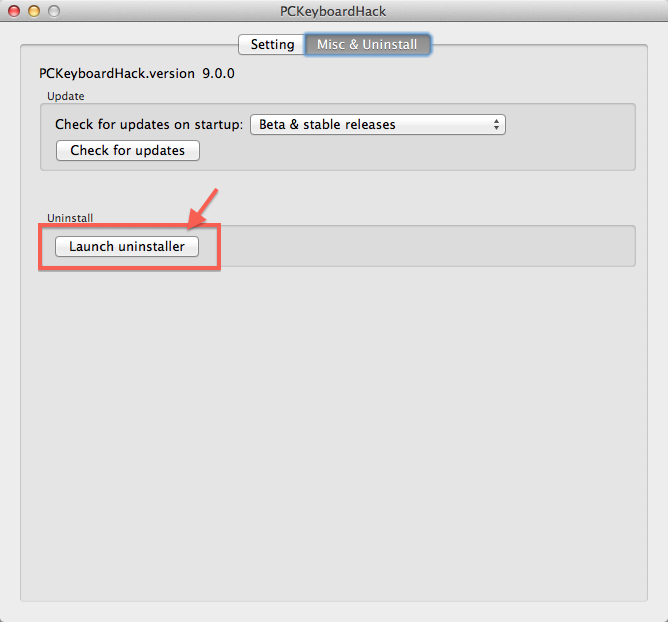 PCKeyboardHack
Setting
Misc & Uninstall
PCKeyboardHack.version 9.0.0
Update
Check for updates on startup:
Beta & stable releases
Check for updates
Uninstall
Launch uninstaller